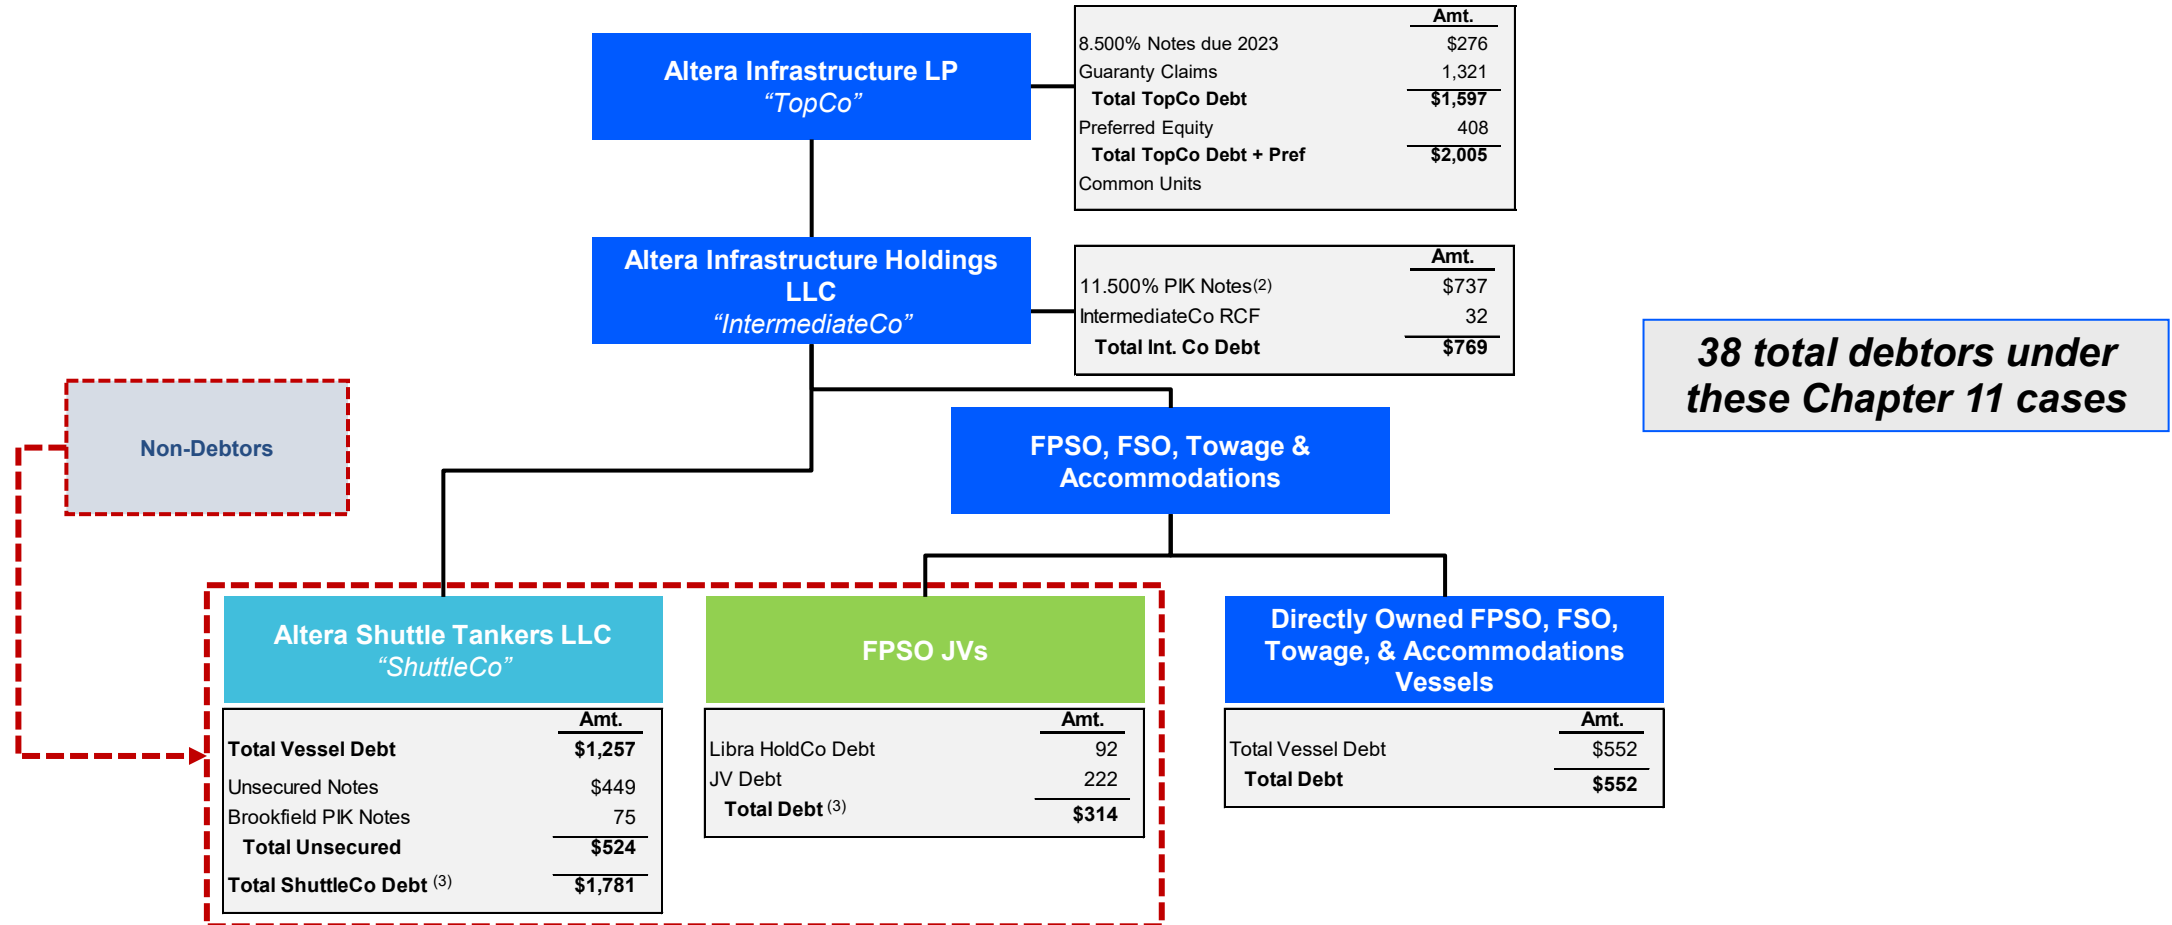 Altera Infrastructure LP
“TopCo”
Amt.
8.500% Notes due 2023 $276
Guaranty Claims 1,321
Total TopCo Debt $1,597
Preferred Equity 408
Total TopCo Debt + Pref $2,005
Common Units
Altera Infrastructure Holdings
LLC
“IntermediateCo”
Amt.
11.500% PIK Notes(2) $737
IntermediateCo RCF 32
Total Int. Co Debt $769
38 total debtors under
these Chapter 11 cases
Non-Debtors
FPSO, FSO, Towage &
Accommodations
Altera Shuttle Tankers LLC
“ShuttleCo”
Amt.
Total Vessel Debt $1,257
Unsecured Notes $449
Brookfield PIK Notes 75
Total Unsecured $524
Total ShuttleCo Debt (3) $1,781
FPSO JVs
Amt.
Libra HoldCo Debt 92
JV Debt 222
Total Debt (3) $314
Directly Owned FPSO, FSO,
Towage, & Accommodations
Vessels
Amt.
Total Vessel Debt $552
Total Debt $552